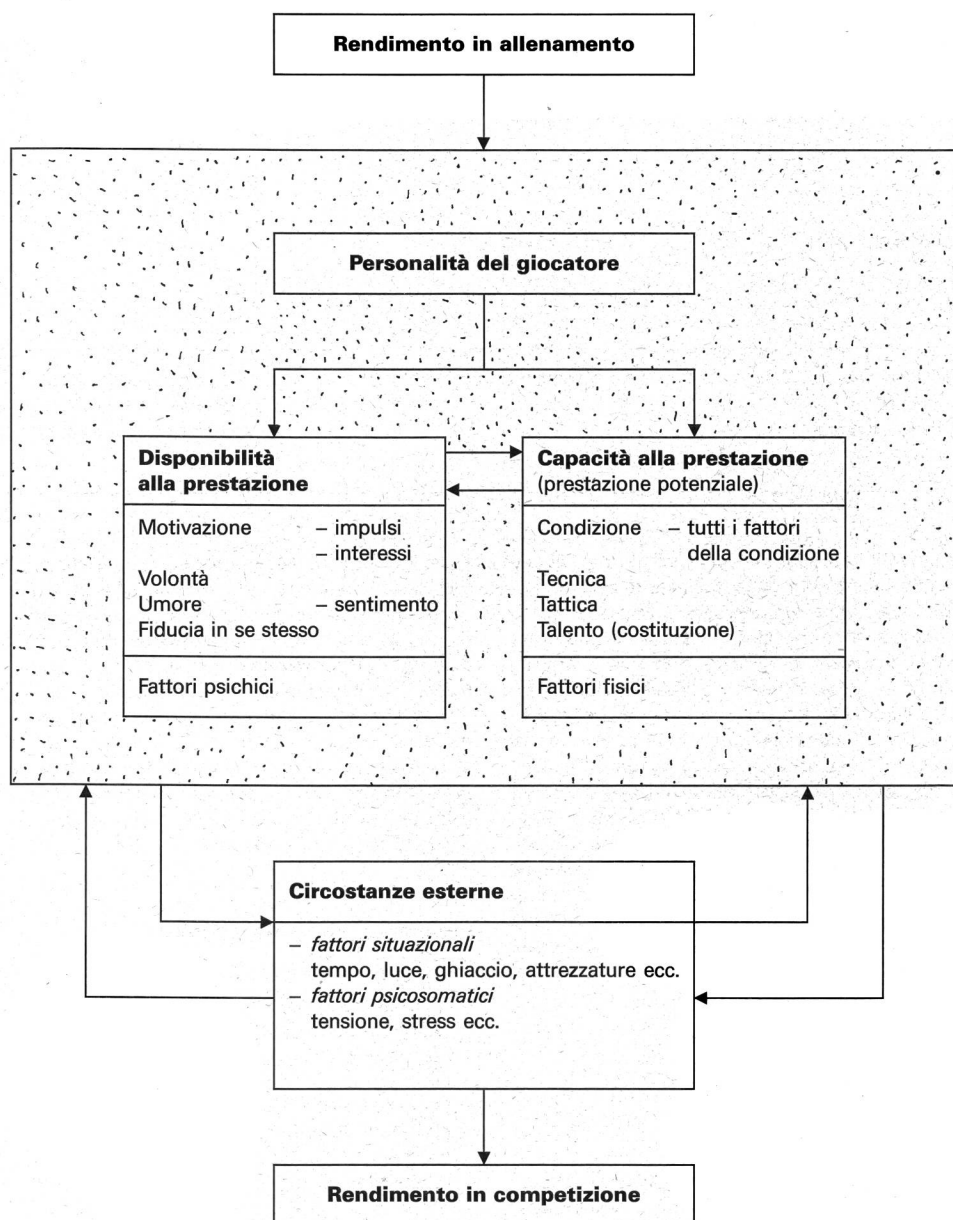 Rendimento in allenamento
Personalità del giocatore
Disponibilità
alla prestazione
Motivazione – impulsi
– interessi
Volontà
Umore – sentimento
Fiducia in se stesso
Fattori psichici
Capacità alla prestazione
(prestazione potenziale)
Condizione – tutti i fattori
della condizione
Tecnica
Tattica
Talento (costituzione)
Fattori fisici
Circostanze esterne
– fattori situazionali
tempo, luce, ghiaccio, attrezzature ecc.
– fattori psicosomatici
tensione, stress ecc.
Rendimento in competizione